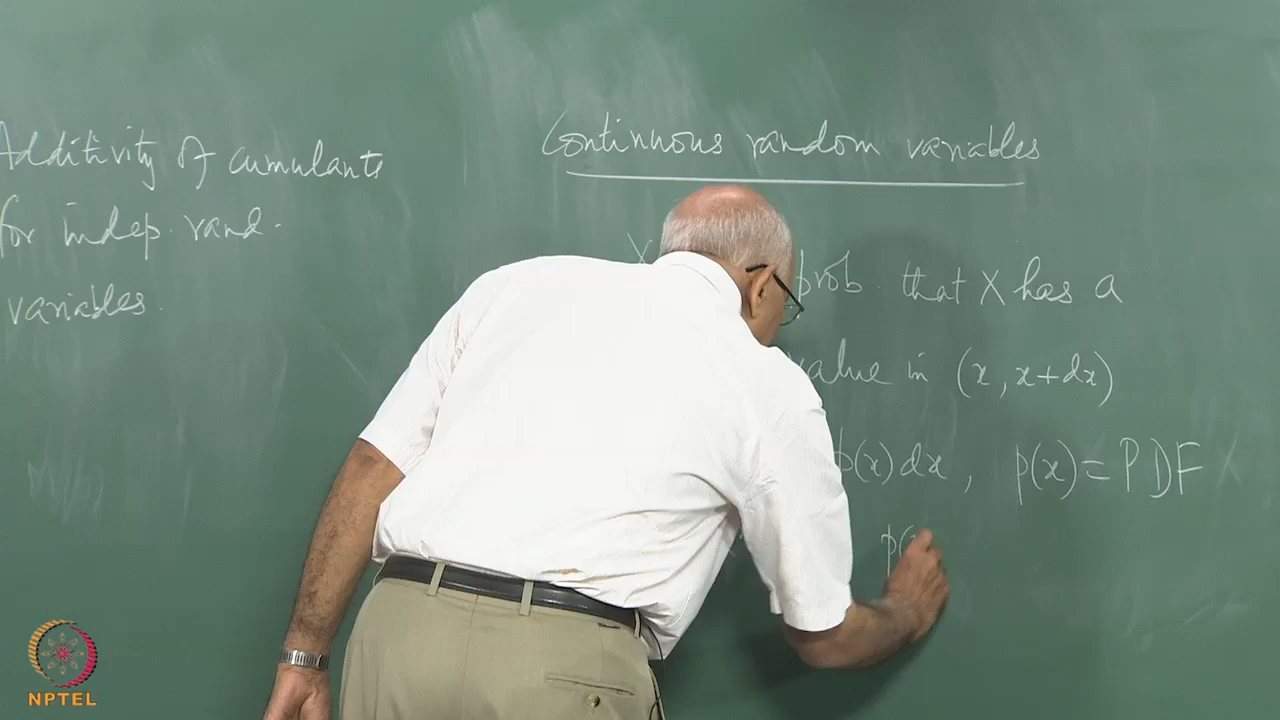 Additivity of cumulants
for indep. rand.
variables.
Continuous random variables
X prob. that X has a
value in (x, x+dx)
p(x) dx, p(x) = PDF
p(
NPTEL